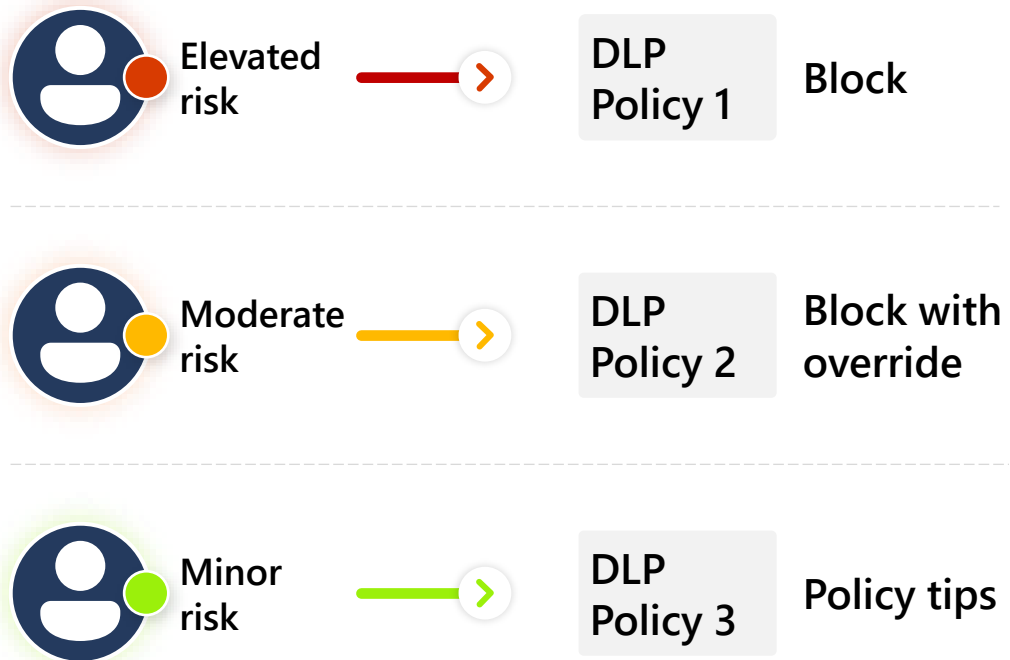 Elevated
risk
DLP
Policy 1
Block
Moderate
risk
DLP
Policy 2
Block with
override
Minor
risk
DLP
Policy 3
Policy tips